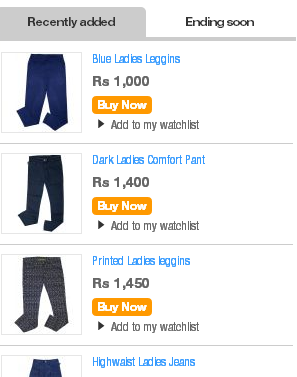 Recently added
Ending soon
Blue Ladies Leggins
Rs 1,000
Buy Now
Add to my watchlist
Dark Ladies Comfort Pant
Rs 1,400
Buy Now
Add to my watchlist
Printed Ladies leggins
Rs 1,450
Buy Now
Add to my watchlist
Highwaist Ladies Jeans